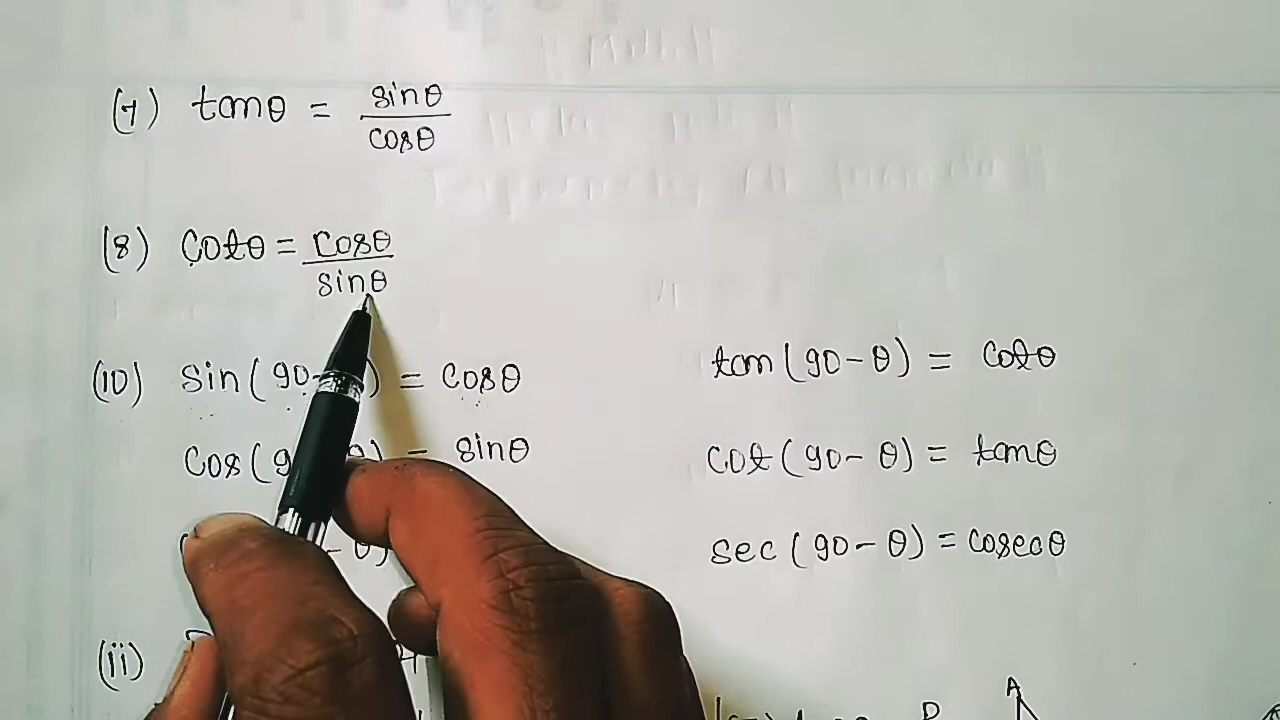 (7) tanθ = sinθ / cosθ
(8) cotθ = cosθ / sinθ
(10) sin(90-θ) = cosθ
tan(90-θ) = cotθ
cos(90-θ) = sinθ
cot(90-θ) = tanθ
-θ)
sec(90-θ) = cosecθ
(ii)
A